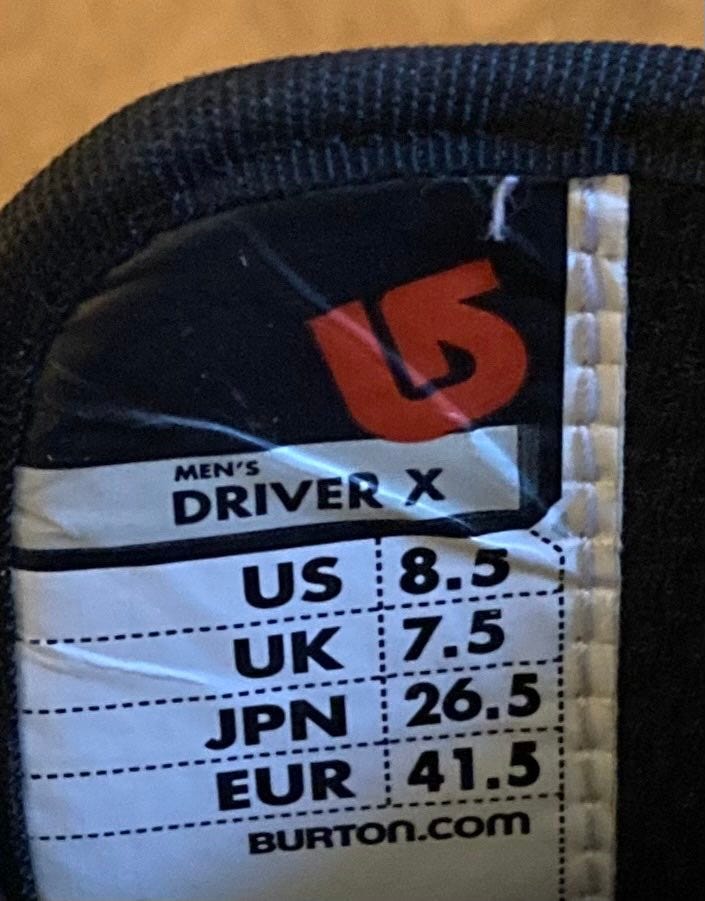 MEN'S
DRIVER X
US 8.5
UK 7.5
JPN 26.5
EUR 41.5
BURTON.COM